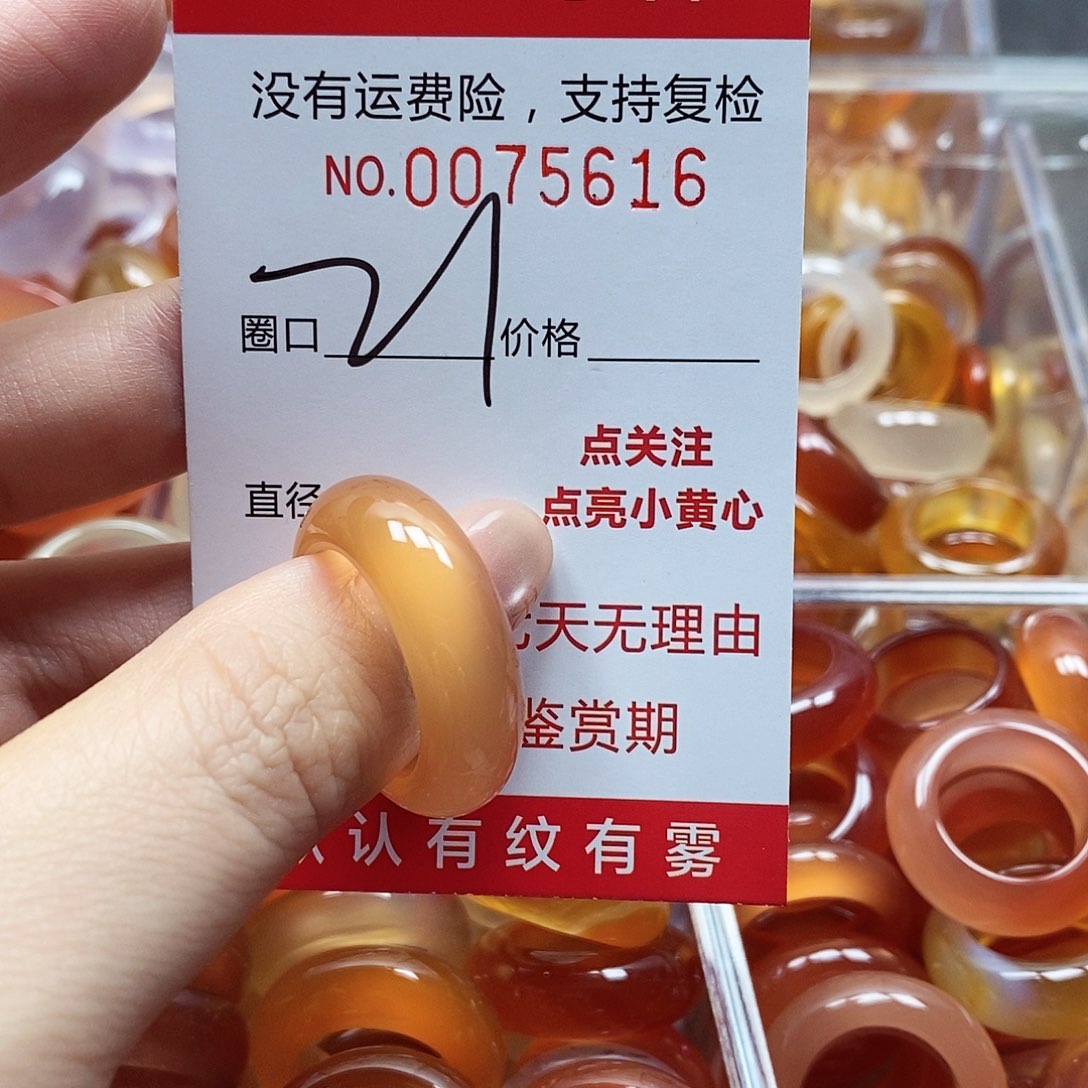 没有运费险，支持复检
NO.0075616
圈口 21 价格
点关注
直径
点亮小黄心
天无理由
鉴赏期
认有纹有雾